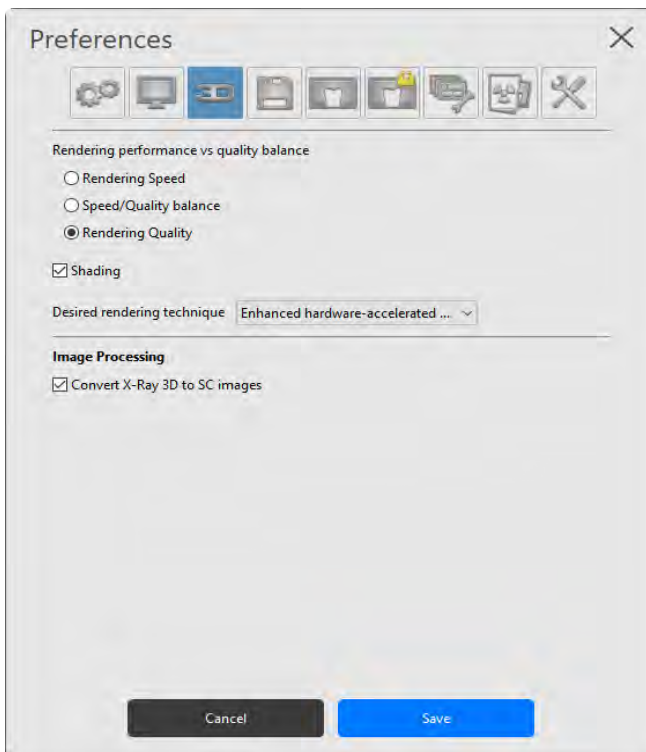 Preferences
3D
Rendering performance vs quality balance
Rendering Speed
Speed/Quality balance
Rendering Quality
Shading
Desired rendering technique Enhanced hardware-accelerated ...
Image Processing
Convert X-Ray 3D to SC images
Cancel Save